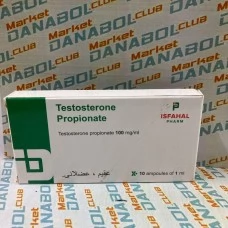 Testosterone
Propionate
ISFAHAL
PHARM
Testosterone propionate 100 mg/ml
10 ampoules of 1 ml
DANABOL CLUB
Market